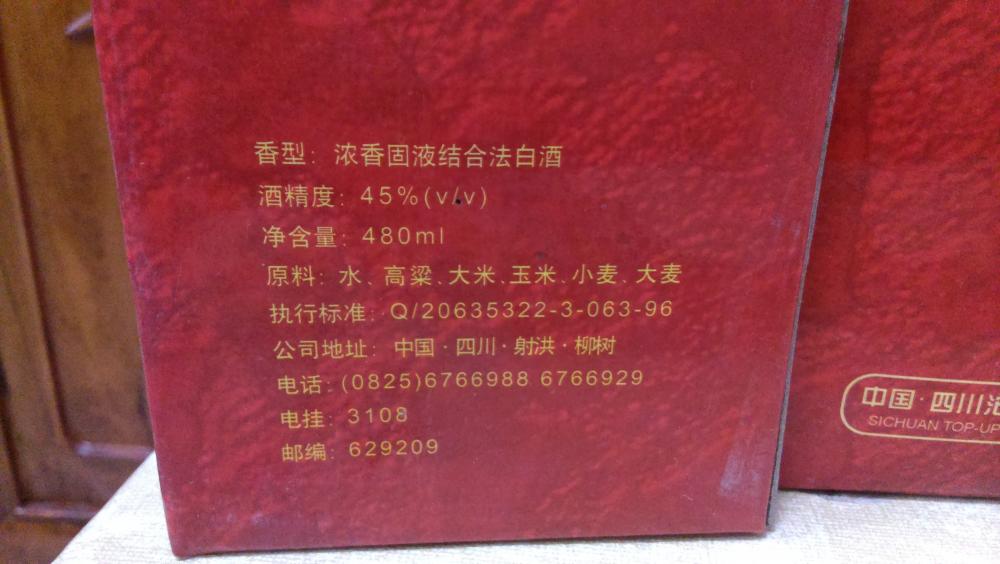 香型：浓香固液结合法白酒
酒精度：45%(v/v)
净含量：480ml
原料：水、高粱、大米、玉米、小麦、大麦
执行标准：Q/20635322-3-063-96
公司地址：中国·四川·射洪·柳树
电话：(0825)6766988 6766929
电挂：3108
邮编：629209
中国·四川
SICHUAN TOP-UP